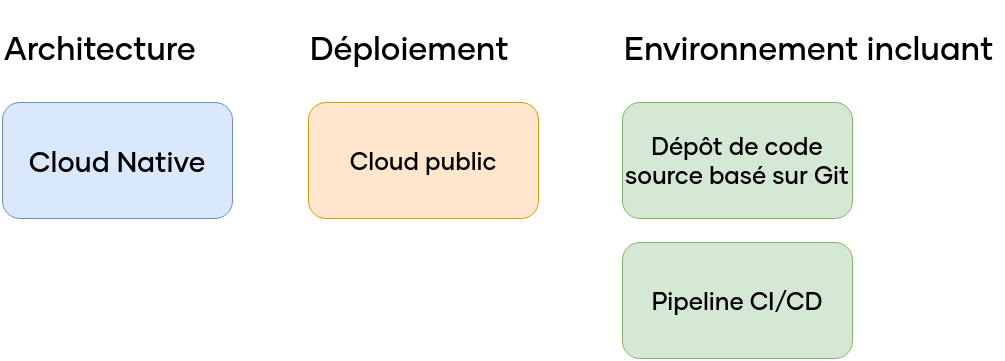 Architecture
Déploiement
Environnement incluant
Cloud Native
Cloud public
Dépôt de code
source basé sur Git
Pipeline CI/CD